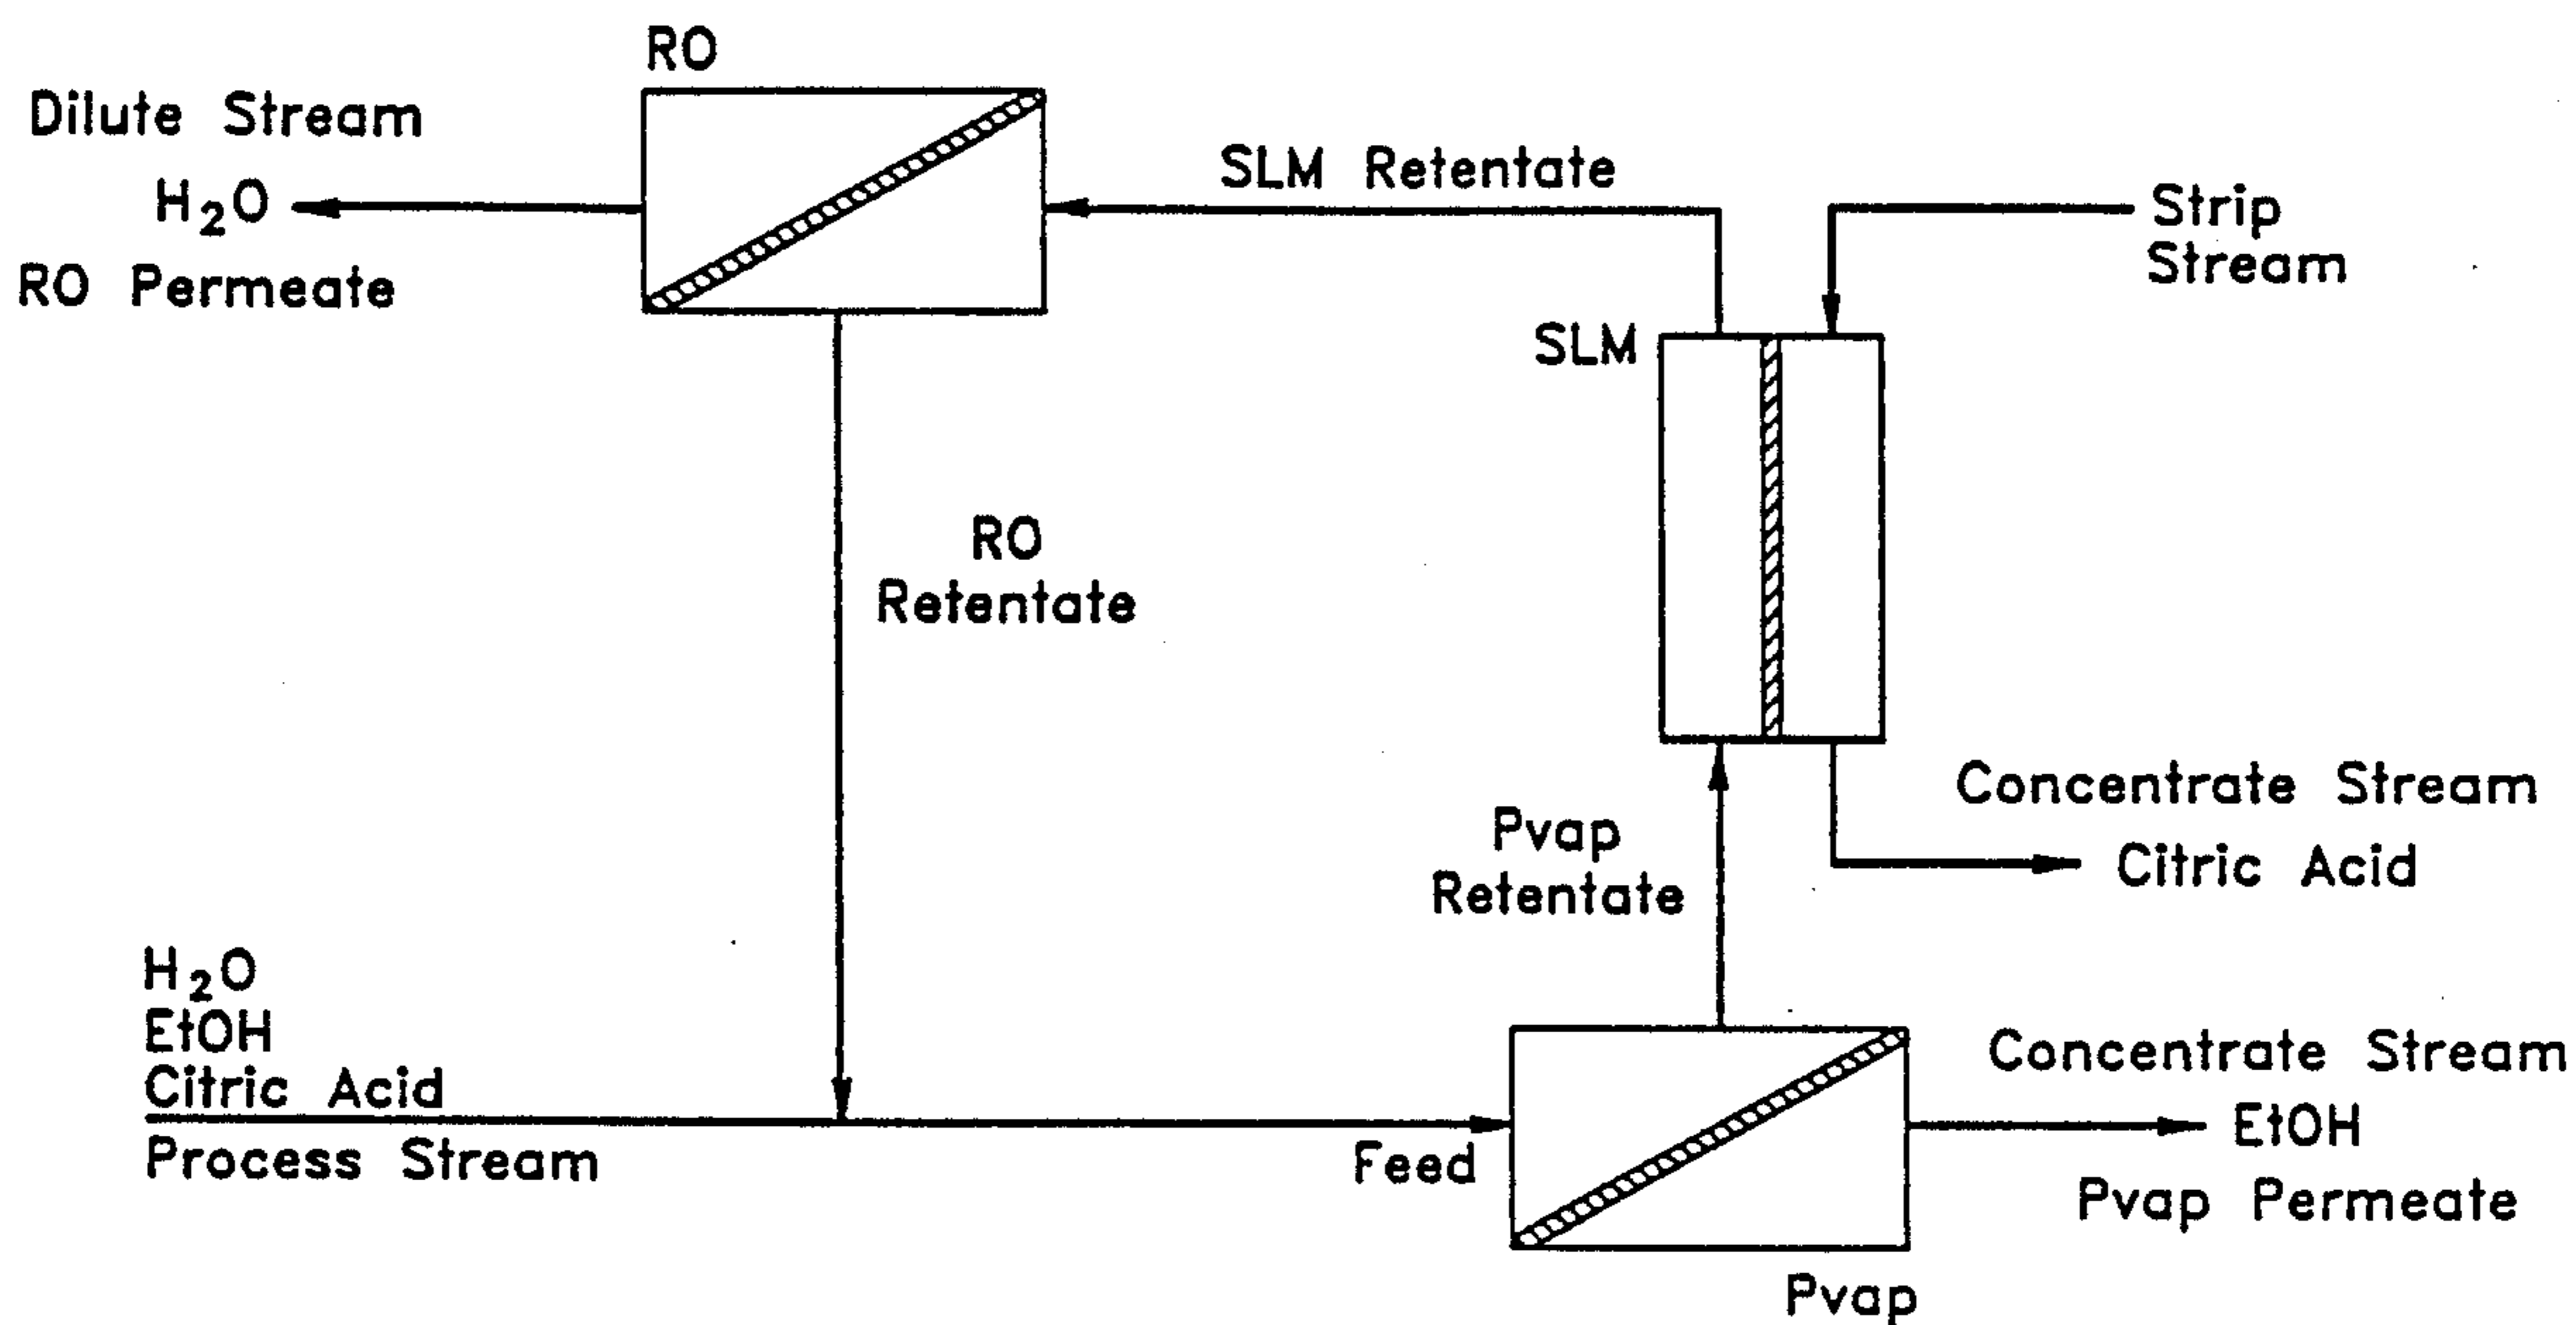 RO
Dilute Stream
H₂O
RO Permeate
SLM Retentate
Strip
Stream
SLM
RO
Retentate
Concentrate Stream
Citric Acid
Pvap
Retentate
H₂O
EtOH
Citric Acid
Process Stream
Feed
Concentrate Stream
EtOH
Pvap Permeate
Pvap